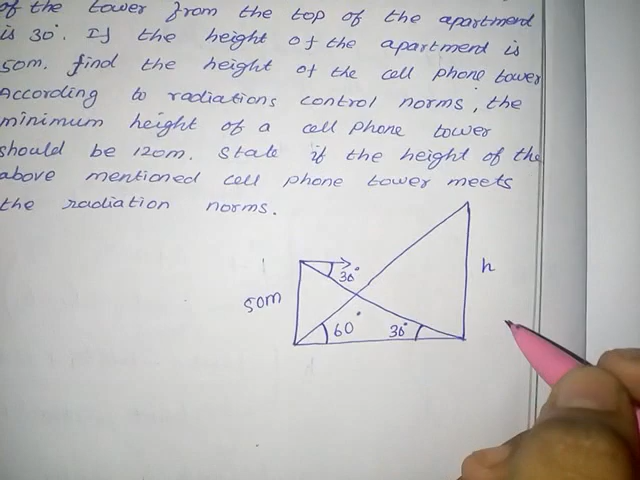 of the tower from the top of the apartment
is 30°. If the height of the apartment is
50m. find the height of the cell phone tower
According to radiations control norms, the
minimum height of a cell phone tower
should be 120m. State if the height of the
above mentioned cell phone tower meets
the radiation norms.
30°
50m
h
60°
30°